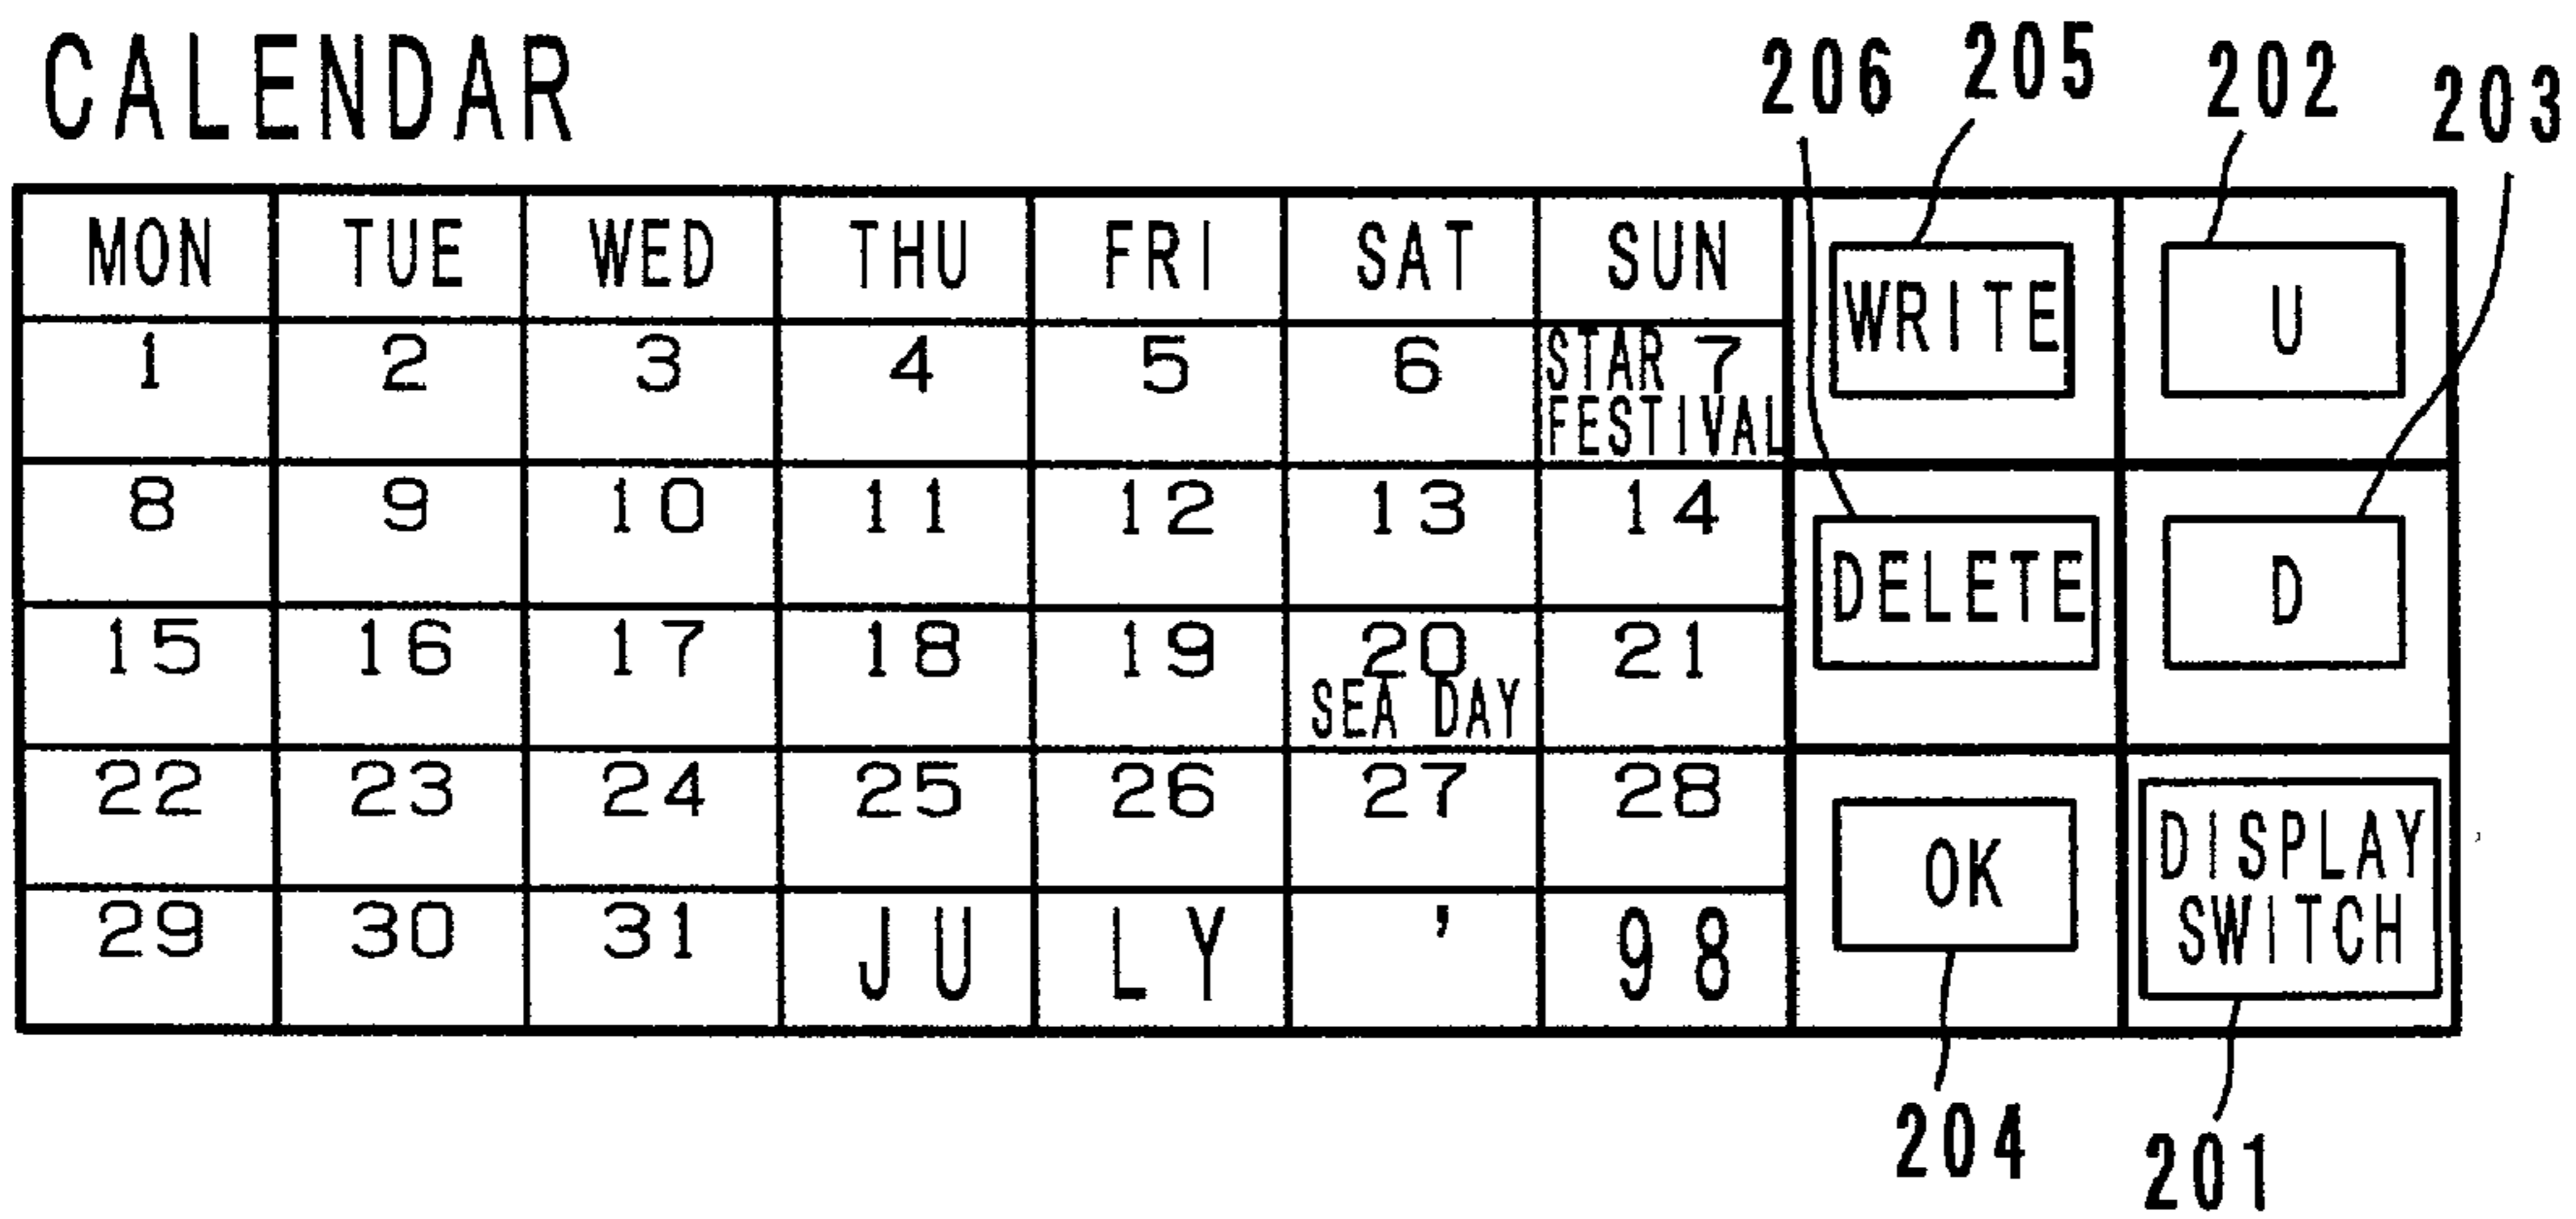 CALENDAR
206 205 202 203
MON TUE WED THU FRI SAT SUN
WRITE U
1 2 3 4 5 6 STAR 7
FESTIVAL
8 9 10 11 12 13 14
DELETE D
15 16 17 18 19 20 21
SEA DAY
22 23 24 25 26 27 28
OK DISPLAY
SWITCH
29 30 31 JULY '98
204 201